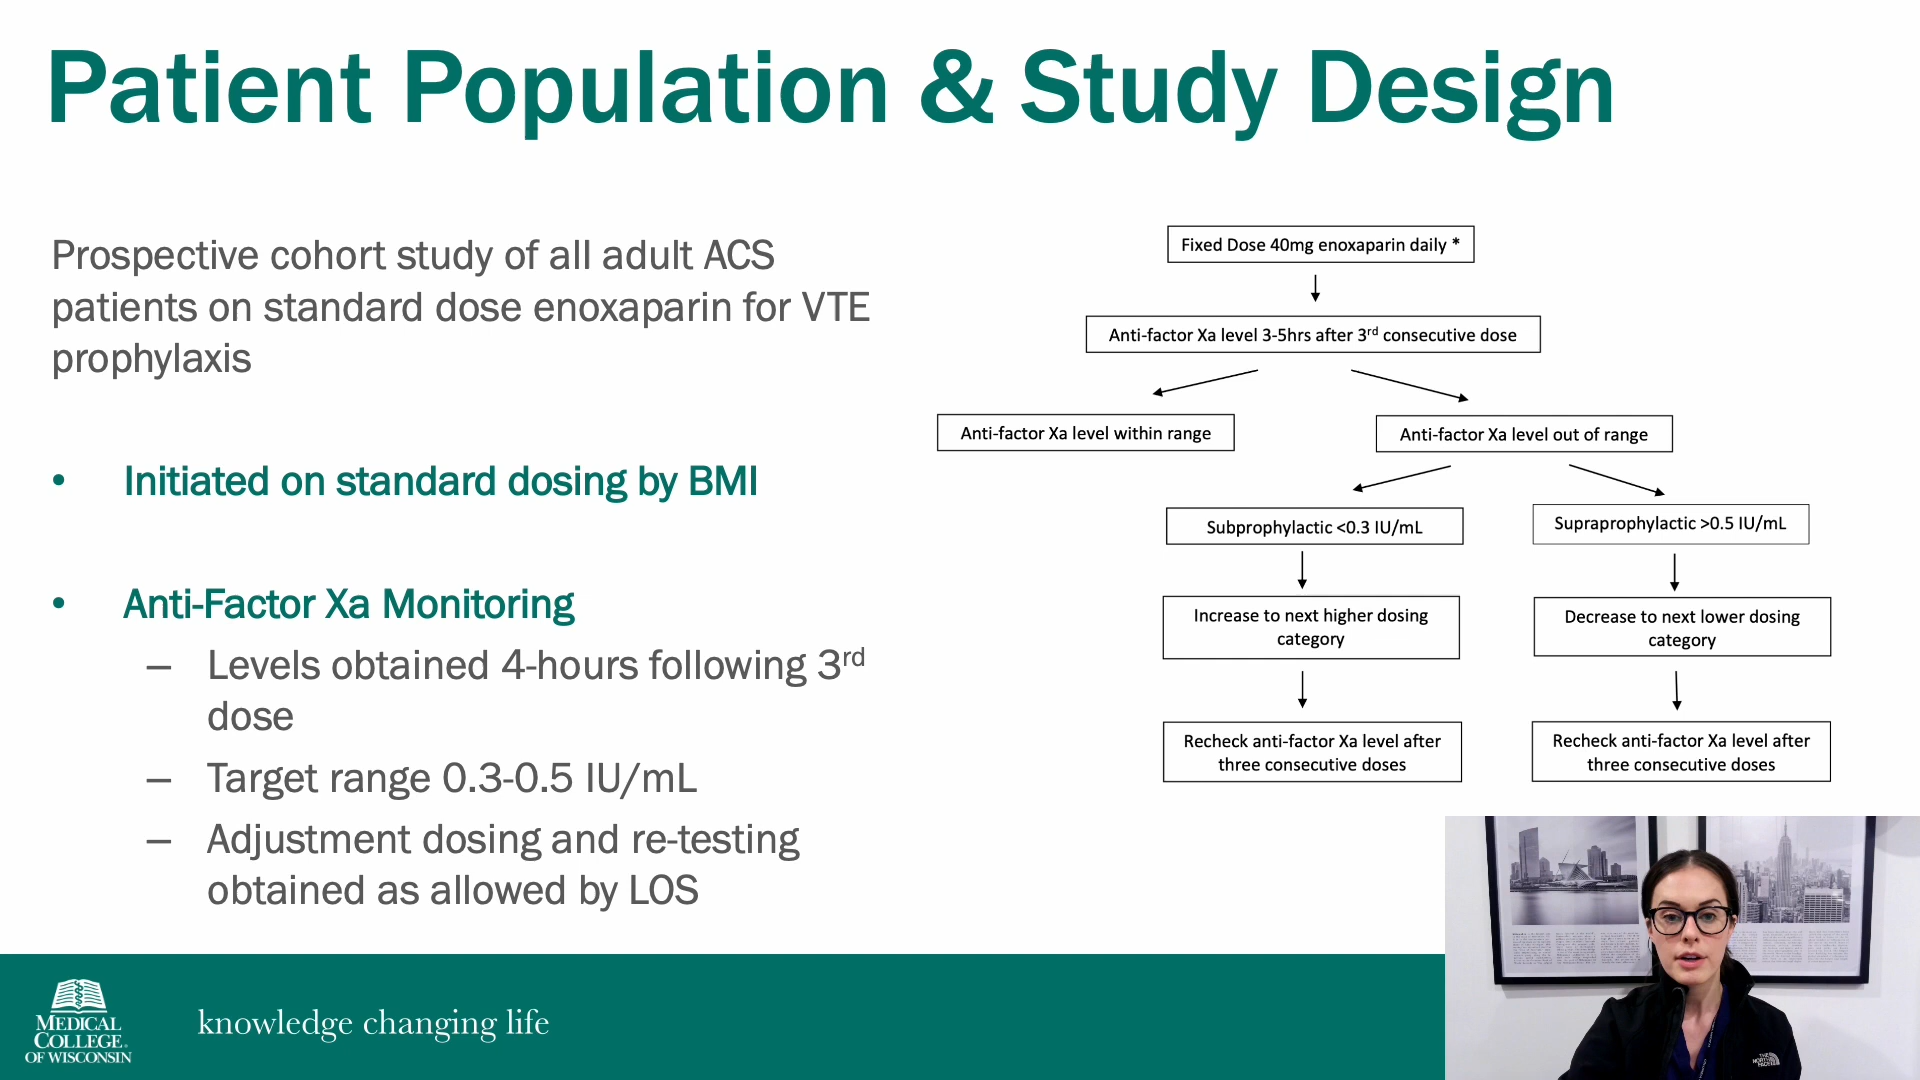 Patient Population & Study Design
Prospective cohort study of all adult ACS
patients on standard dose enoxaparin for VTE
prophylaxis
• Initiated on standard dosing by BMI
• Anti-Factor Xa Monitoring
– Levels obtained 4-hours following 3rd
dose
– Target range 0.3-0.5 IU/mL
– Adjustment dosing and re-testing
obtained as allowed by LOS
Fixed Dose 40mg enoxaparin daily *
Anti-factor Xa level 3-5hrs after 3rd consecutive dose
Anti-factor Xa level within range
Anti-factor Xa level out of range
Subprophylactic <0.3 IU/mL
Supraprophylactic >0.5 IU/mL
Increase to next higher dosing
category
Decrease to next lower dosing
category
Recheck anti-factor Xa level after
three consecutive doses
Recheck anti-factor Xa level after
three consecutive doses
MEDICAL
COLLEGE
OF WISCONSIN
knowledge changing life
THE
NORTH
FACE